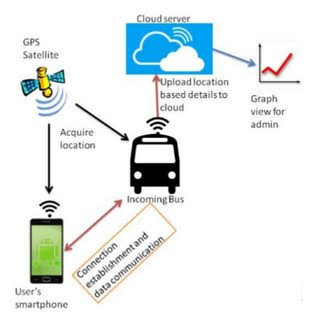 Cloud server
GPS
Satellite
Upload location
based details to
cloud
Graph
view for
admin
Acquire
location
Incoming Bus
Connection
establishment and
data communication
User's
smartphone